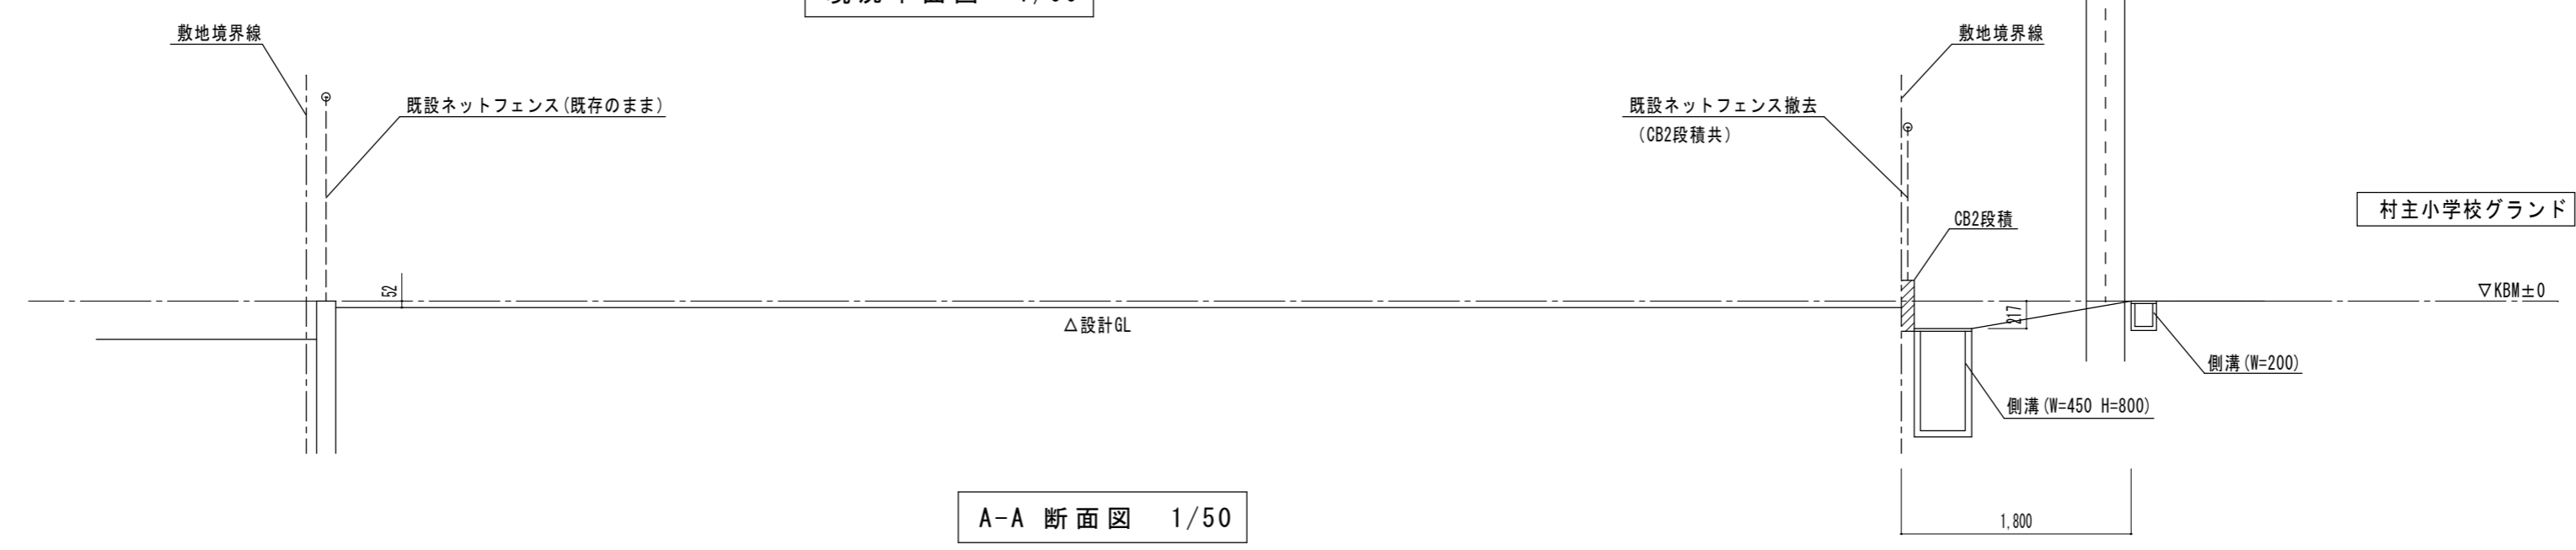 敷地境界線
敷地境界線
既設ネットフェンス(既存のまま)
既設ネットフェンス撤去
(CB2段積共)
村主小学校グランド
CB2段積
52
▽KBM±0
217
△設計GL
側溝(W=200)
側溝(W=450 H=800)
A-A 断面図 1/50
1,800